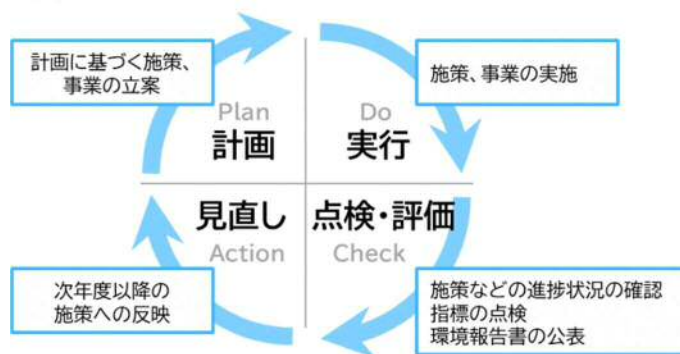 計画に基づく施策、
事業の立案
Plan
計画
Do
実行
施策、事業の実施
見直し
Action
点検・評価
Check
次年度以降の
施策への反映
施策などの進捗状況の確認
指標の点検
環境報告書の公表